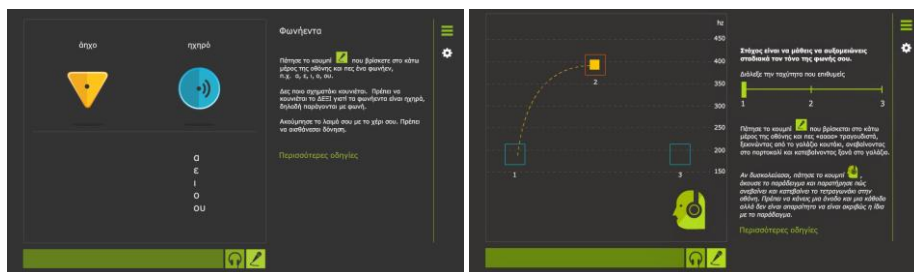 άηχο
ηχηρό
α
ε
ι
ο
ου
Φωνήεντα
Πάτησε το κουμπί που βρίσκετε στο κάτω
μέρος της οθόνης και πες ένα φωνήεν,
π.χ. α, ε, ι, ο, ου.
Δες ποιο σχηματάκι κουνιέται. Πρέπει να
κουνιέται το ΔΕΞΙ γιατί τα φωνήεντα είναι ηχηρά,
δηλαδή παράγονται με φωνή.
Ακούμπησε το λαιμό σου με το χέρι σου. Πρέπει
να αισθάνεσαι δόνηση.
Περισσότερες οδηγίες
hz
450
400
350
300
250
200
150
1
2
3
Στόχος είναι να μάθεις να αυξομειώνεις
σταδιακά τον τόνο της φωνής σου.
Διάλεξε την ταχύτητα που επιθυμείς
1 2 3
Πάτησε το κουμπί που βρίσκεται στο κάτω
μέρος της οθόνης και πες «αααα» τραγουδιστά,
ξεκινώντας από το γαλάζιο κουτάκι, ανεβαίνοντας
στο πορτοκαλί και κατεβαίνοντας ξανά στο γαλάζιο.
Αν δυσκολεύεσαι, πάτησε το κουμπί ,
άκουσε το παράδειγμα και παρατήρησε πώς
ανεβαίνει και κατεβαίνει το τετραγωνάκι στην
οθόνη. Πρέπει να κάνεις μια άνοδο και μια κάθοδο
αλλά δεν είναι απαραίτητο να είναι ακριβώς η ίδια
με το παράδειγμα.
Περισσότερες οδηγίες